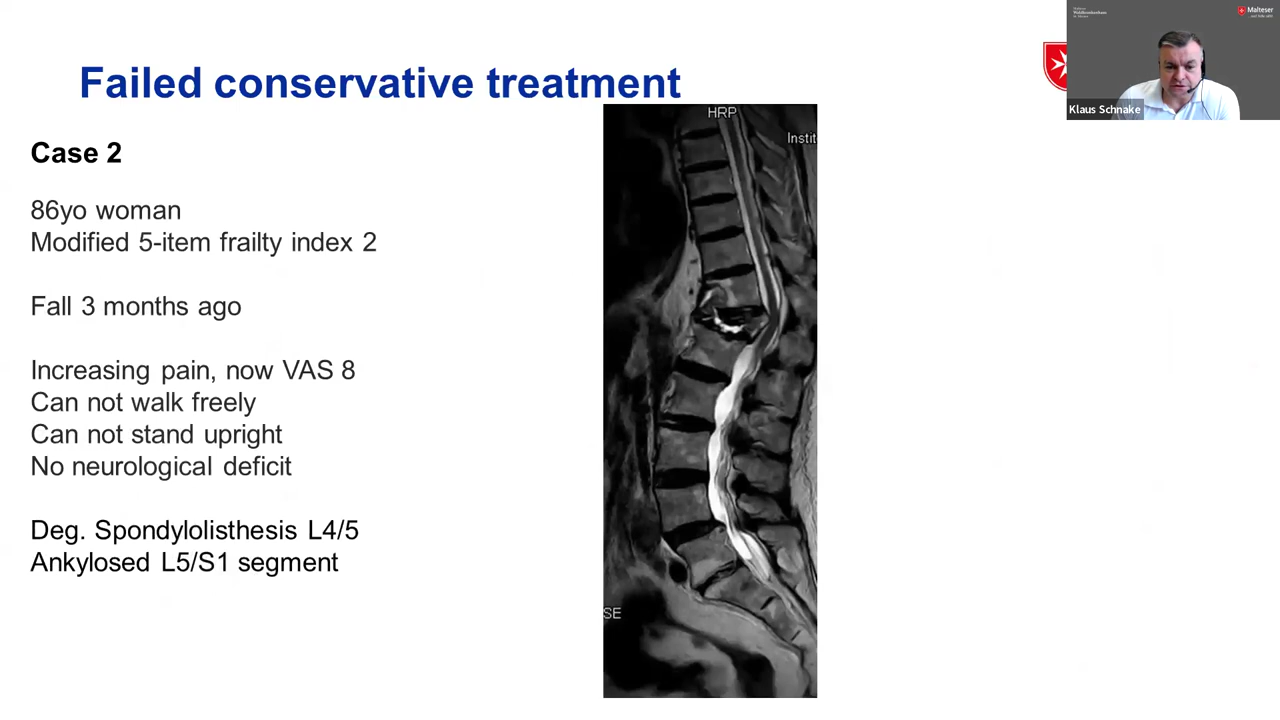 Failed conservative treatment
Case 2
86yo woman
Modified 5-item frailty index 2
Fall 3 months ago
Increasing pain, now VAS 8
Can not walk freely
Can not stand upright
No neurological deficit
Deg. Spondylolisthesis L4/5
Ankylosed L5/S1 segment
HRP
Instit
SE
Malteser
Klaus Schnake